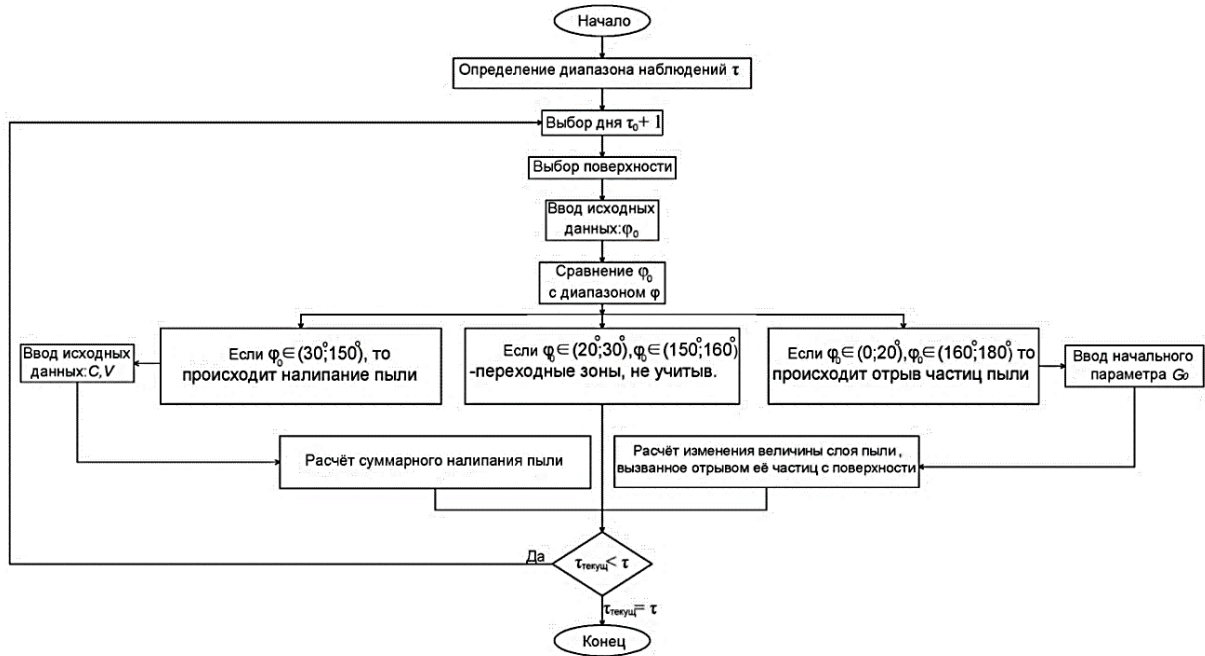 Начало
Определение диапазона наблюдений τ
Выбор дня τ₀+ 1
Выбор поверхности
Ввод исходных
данных:φ₀
Сравнение φ₀
с диапазоном φ
Ввод исходных
данных:C,V
Если φ₀∈(30°;150°), то
происходит налипание пыли
Если φ₀∈(20°;30°),φ₀∈(150°;160°)
-переходные зоны, не учитыв.
Если φ₀∈(0;20°),φ₀∈(160°;180°) то
происходит отрыв частиц пыли
Ввод начального
параметра G₀
Расчёт суммарного налипания пыли
Расчёт изменения величины слоя пыли ,
вызванное отрывом её частиц с поверхности
Да
τтекущ< τ
τтекущ= τ
Конец